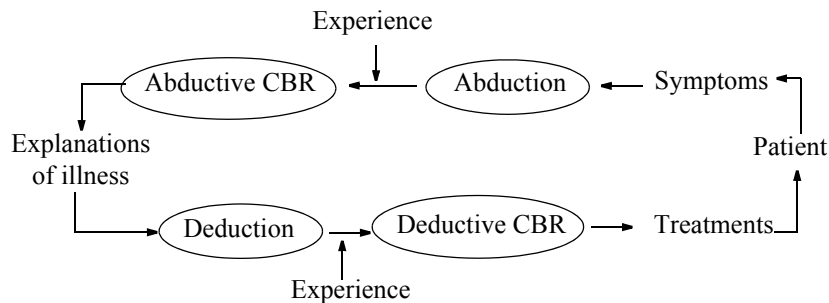 Experience
Abductive CBR
Abduction
Symptoms
Explanations
of illness
Patient
Deduction
Deductive CBR
Treatments
Experience